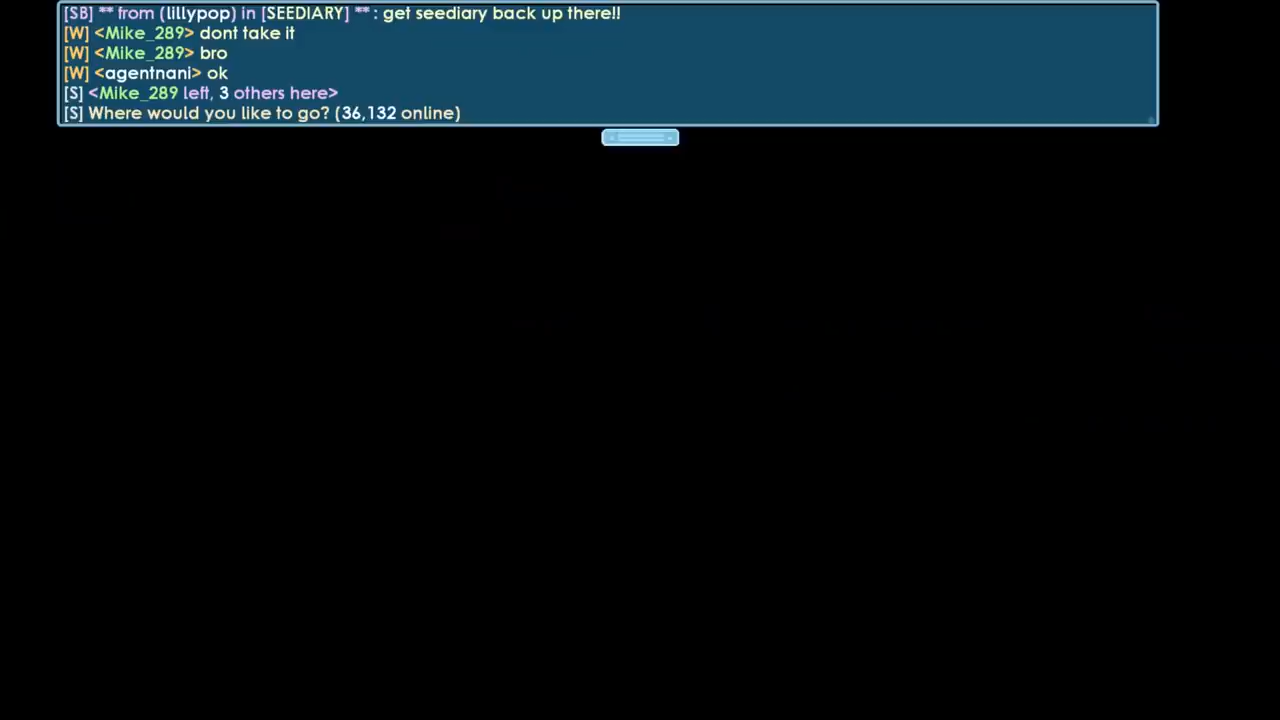 [SB] ** from (lillypop) in [SEEDIARY] ** : get seediary back up there!!
[W] <Mike_289> dont take it
[W] <Mike_289> bro
[W] <agentnani> ok
[S] <Mike_289 left, 3 others here>
[S] Where would you like to go? (36,132 online)